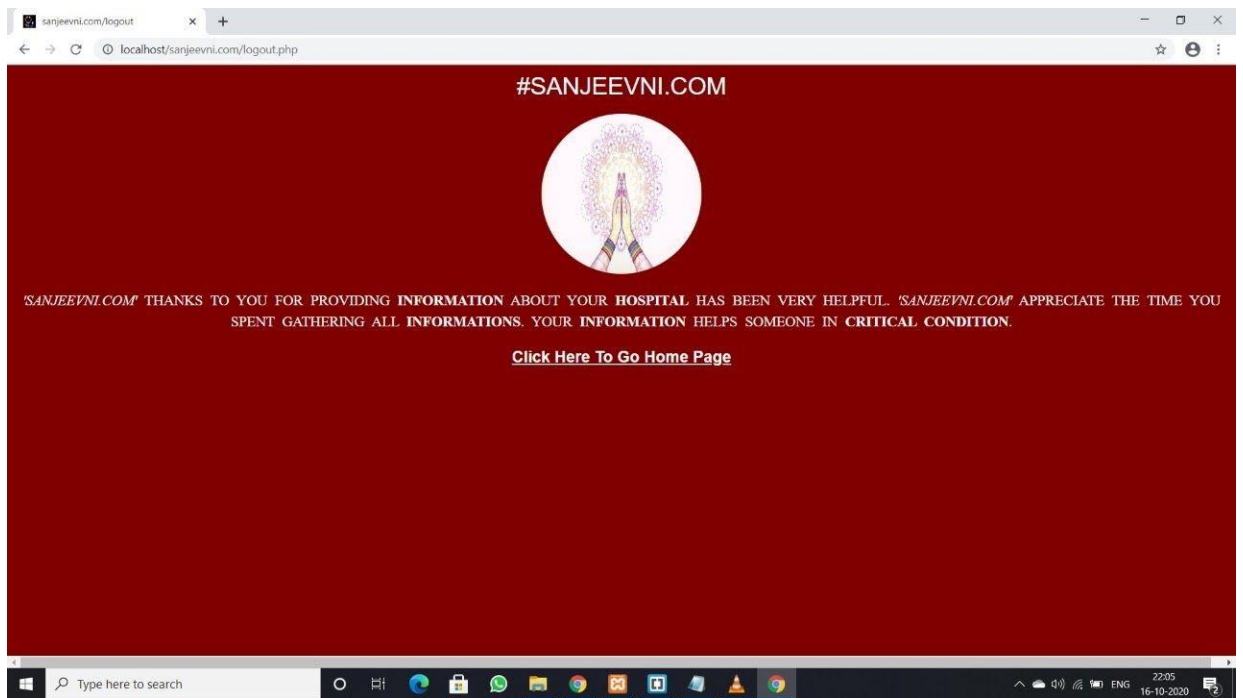 sanjeevni.com/logout
localhost/sanjeevni.com/logout.php
#SANJEEVNI.COM
'SANJEEVNI.COM' THANKS TO YOU FOR PROVIDING INFORMATION ABOUT YOUR HOSPITAL HAS BEEN VERY HELPFUL. 'SANJEEVNI.COM' APPRECIATE THE TIME YOU
SPENT GATHERING ALL INFORMATIONS. YOUR INFORMATION HELPS SOMEONE IN CRITICAL CONDITION.
Click Here To Go Home Page
Type here to search
ENG
22:05
16-10-2020
2